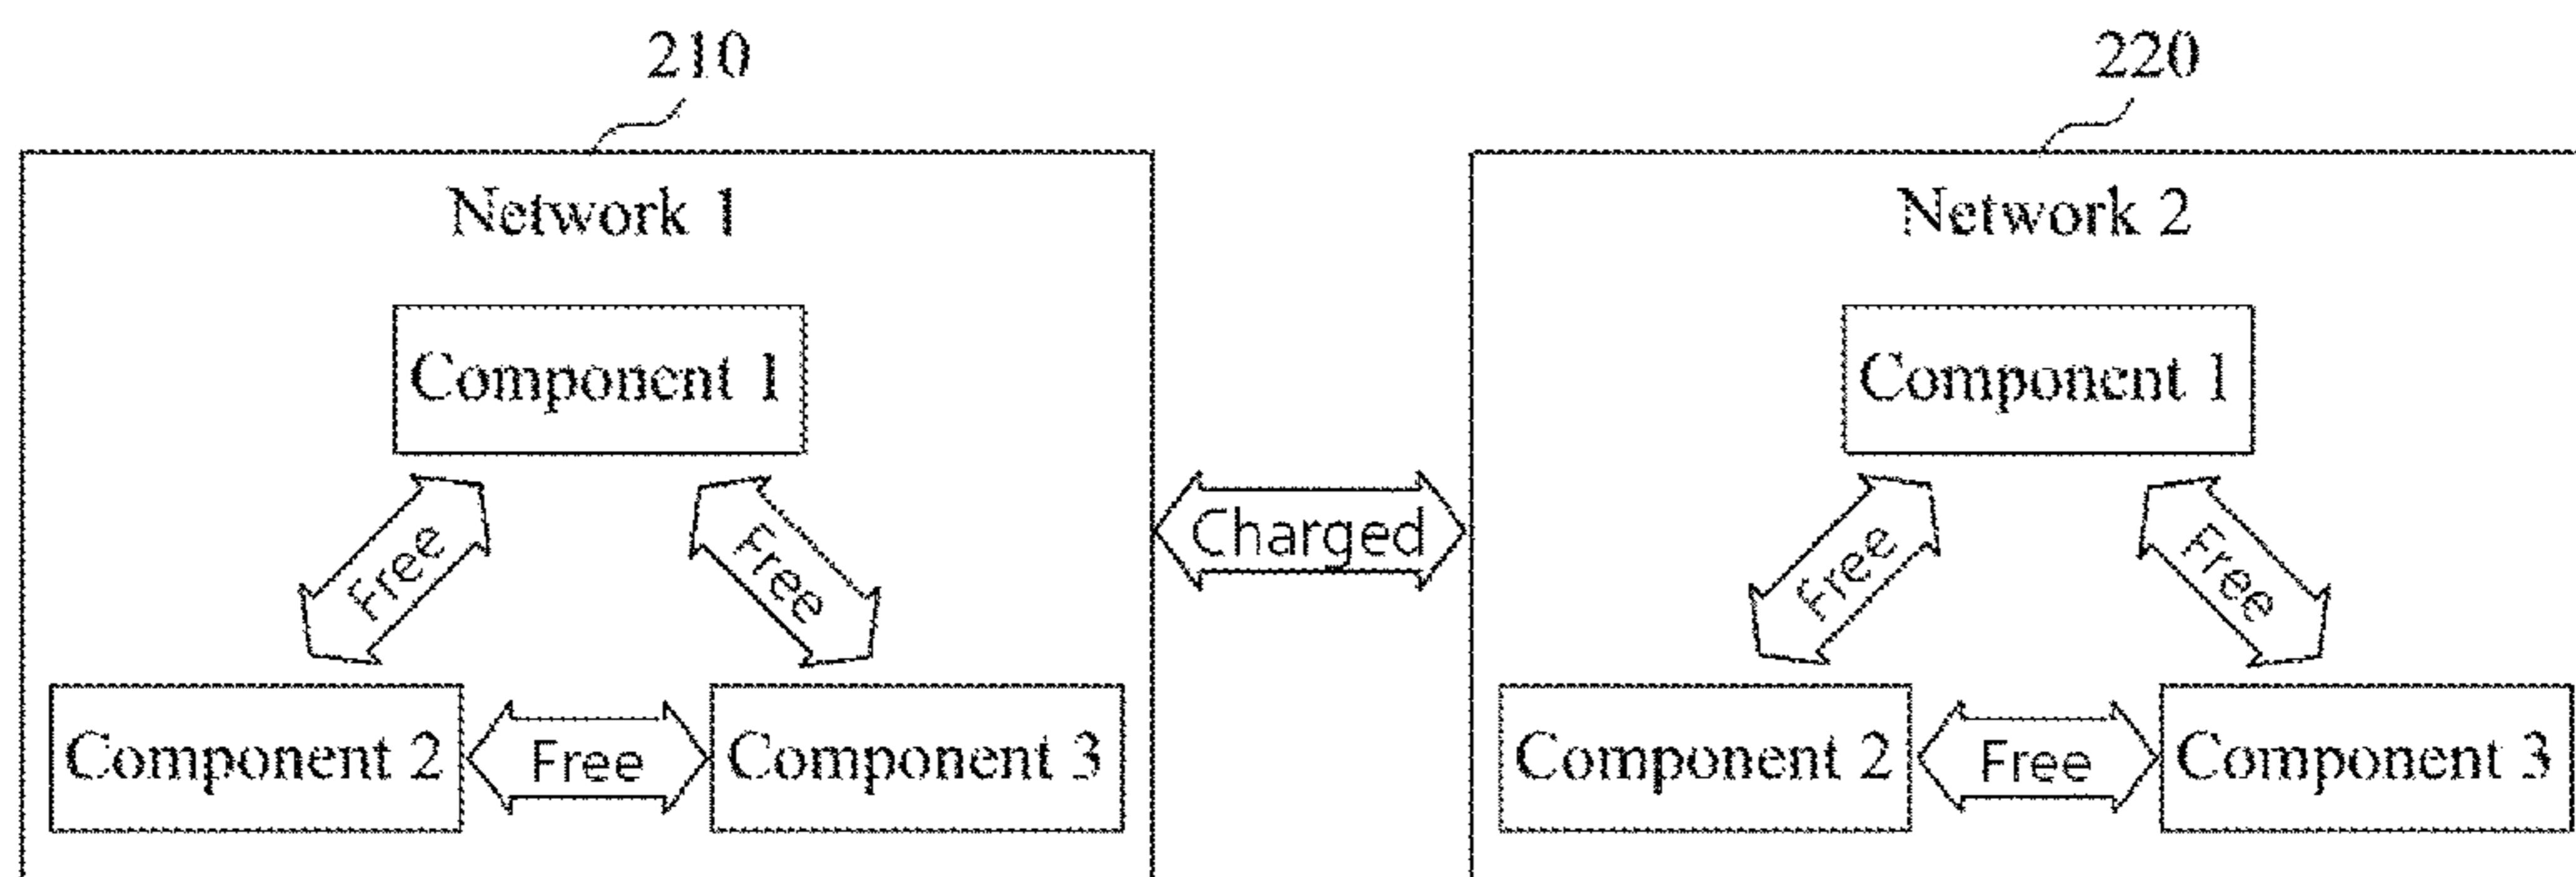 210
220
Network 1
Network 2
Component 1
Component 1
Free
Free
Charged
Free
Free
Component 2
Free
Component 3
Component 2
Free
Component 3